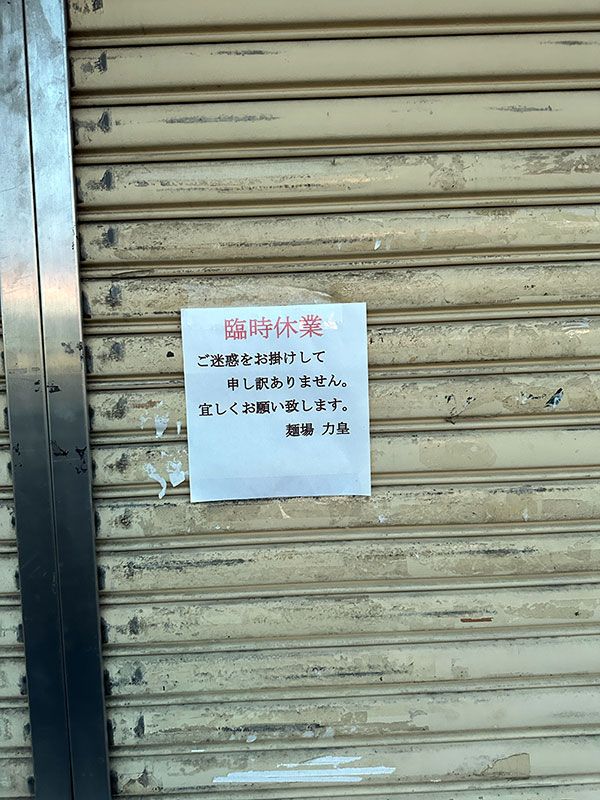 臨時休業
ご迷惑をお掛けして
申し訳ありません。
宜しくお願い致します。
麺場 力皇